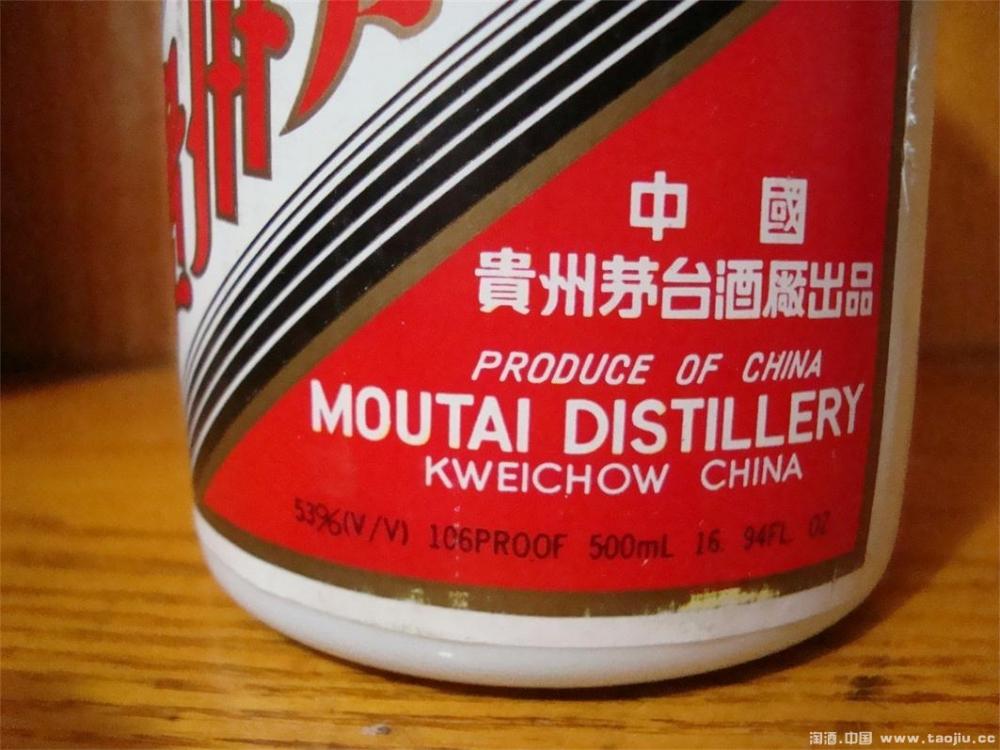 中 國
貴州茅台酒廠出品
PRODUCE OF CHINA
MOUTAI DISTILLERY
KWEICHOW CHINA
53%(V/V) 106PROOF 500mL 16 94FL OZ
淘酒.中国 www.taojiu.cc